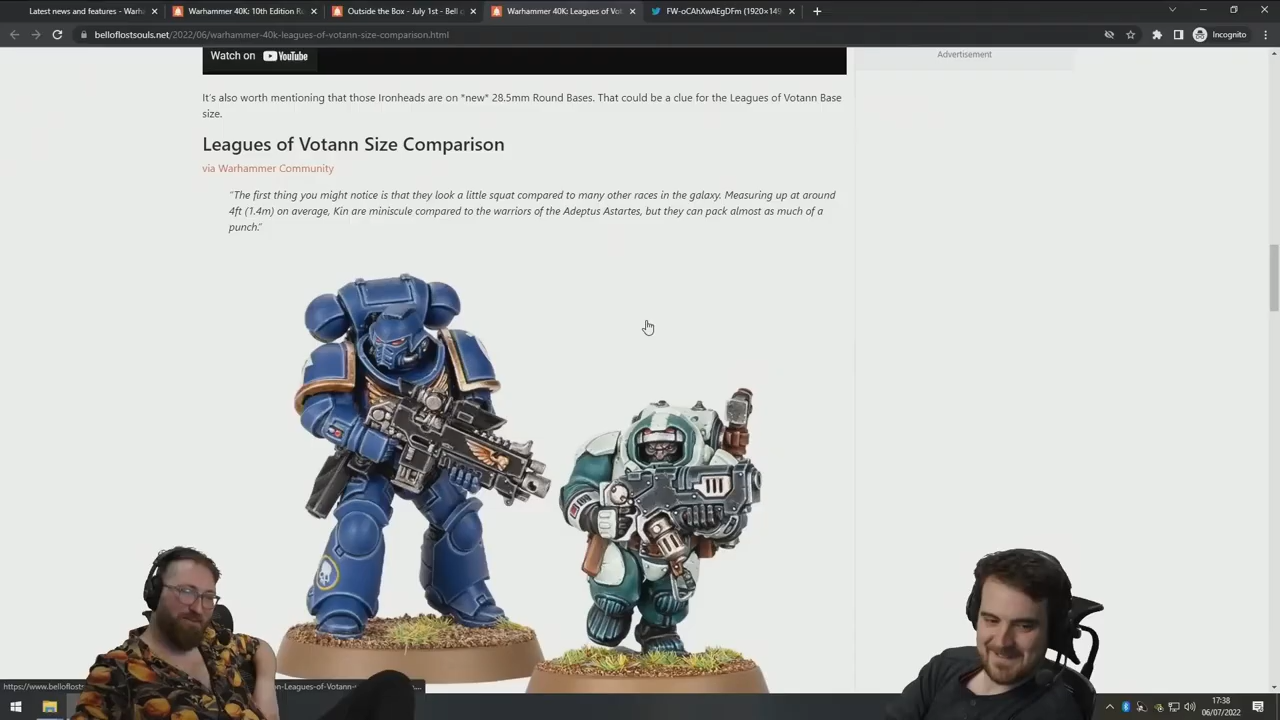 Latest news and features - Warh
Warhammer 40K: 10th Edition R
Outside the Box - July 1st - Bell
Warhammer 40K: Leagues of Vot
FW-oCAhXwAEgDFm (1920×149
belloflostsouls.net/2022/06/warhammer-40k-leagues-of-votann-size-comparison.html
Incognito
Watch on YouTube
Advertisement
It's also worth mentioning that those Ironheads are on *new* 28.5mm Round Bases. That could be a clue for the Leagues of Votann Base
size.
Leagues of Votann Size Comparison
via Warhammer Community
"The first thing you might notice is that they look a little squat compared to many other races in the galaxy. Measuring up at around
4ft (1.4m) on average, Kin are miniscule compared to the warriors of the Adeptus Astartes, but they can pack almost as much of a
punch."
17:38
06/07/2022